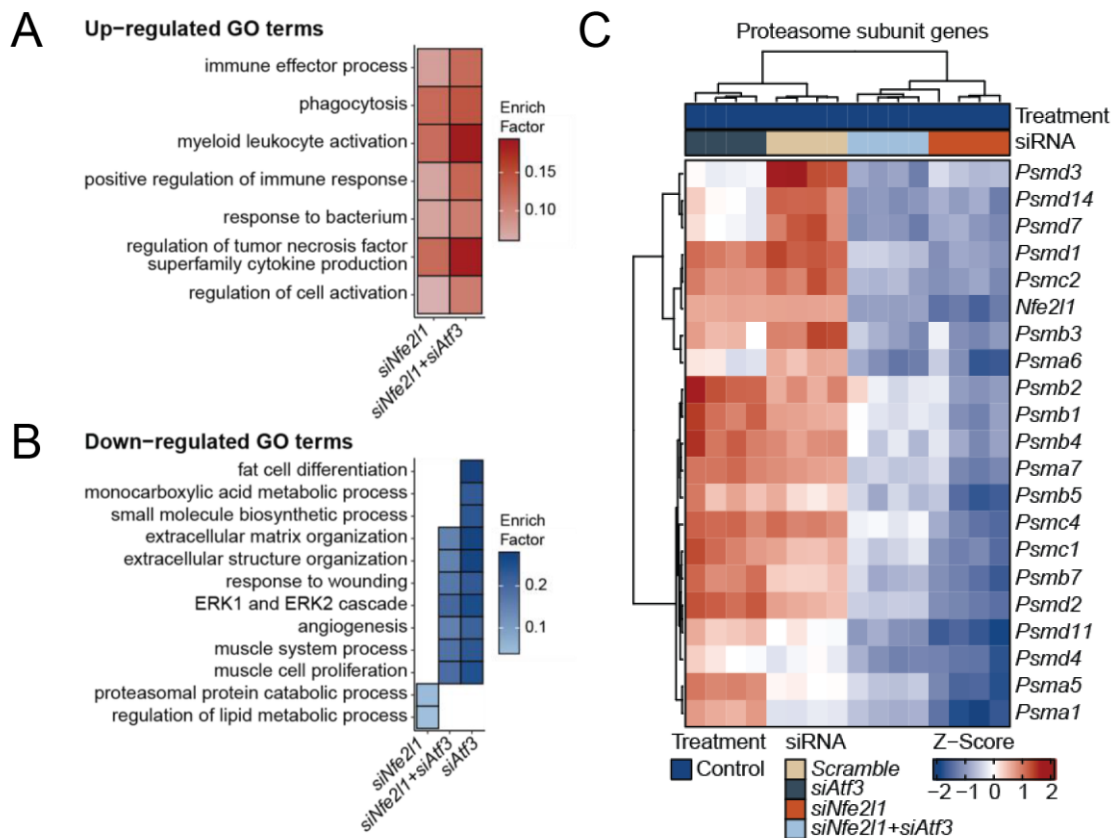 A
Up−regulated GO terms
immune effector process
phagocytosis
myeloid leukocyte activation
positive regulation of immune response
response to bacterium
regulation of tumor necrosis factor
superfamily cytokine production
regulation of cell activation
siNfe2l1
siNfe2l1+siAtf3
Enrich
Factor
0.15
0.10
B
Down−regulated GO terms
fat cell differentiation
monocarboxylic acid metabolic process
small molecule biosynthetic process
extracellular matrix organization
extracellular structure organization
response to wounding
ERK1 and ERK2 cascade
angiogenesis
muscle system process
muscle cell proliferation
proteasomal protein catabolic process
regulation of lipid metabolic process
siNfe2l1
siNfe2l1+siAtf3
siAtf3
Enrich
Factor
0.2
0.1
C
Proteasome subunit genes
Treatment
siRNA
Psmd3
Psmd14
Psmd7
Psmd1
Psmc2
Nfe2l1
Psmb3
Psma6
Psmb2
Psmb1
Psmb4
Psma7
Psmb5
Psmc4
Psmc1
Psmb7
Psmd2
Psmd11
Psmd4
Psma5
Psma1
Treatment
Control
siRNA
Scramble
siAtf3
siNfe2l1
siNfe2l1+siAtf3
Z−Score
−2 −1 0 1 2